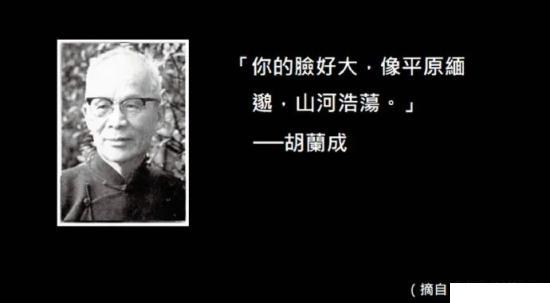 「你的臉好大，像平原緬
邈，山河浩蕩。」
──胡蘭成
（摘自